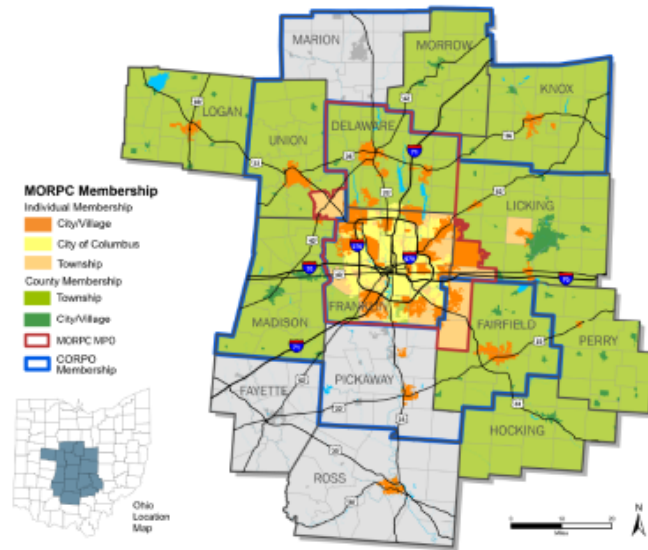 MARION
MORROW
KNOX
LOGAN
UNION
DELAWARE
LICKING
MORPC Membership
Individual Membership
City/Village
City of Columbus
Township
County Membership
Township
City/Village
MORPC MPO
CORPO
Membership
MADISON
FRANKLIN
FAIRFIELD
PERRY
FAYETTE
PICKAWAY
HOCKING
ROSS
Ohio
Location
Map
Miles
N